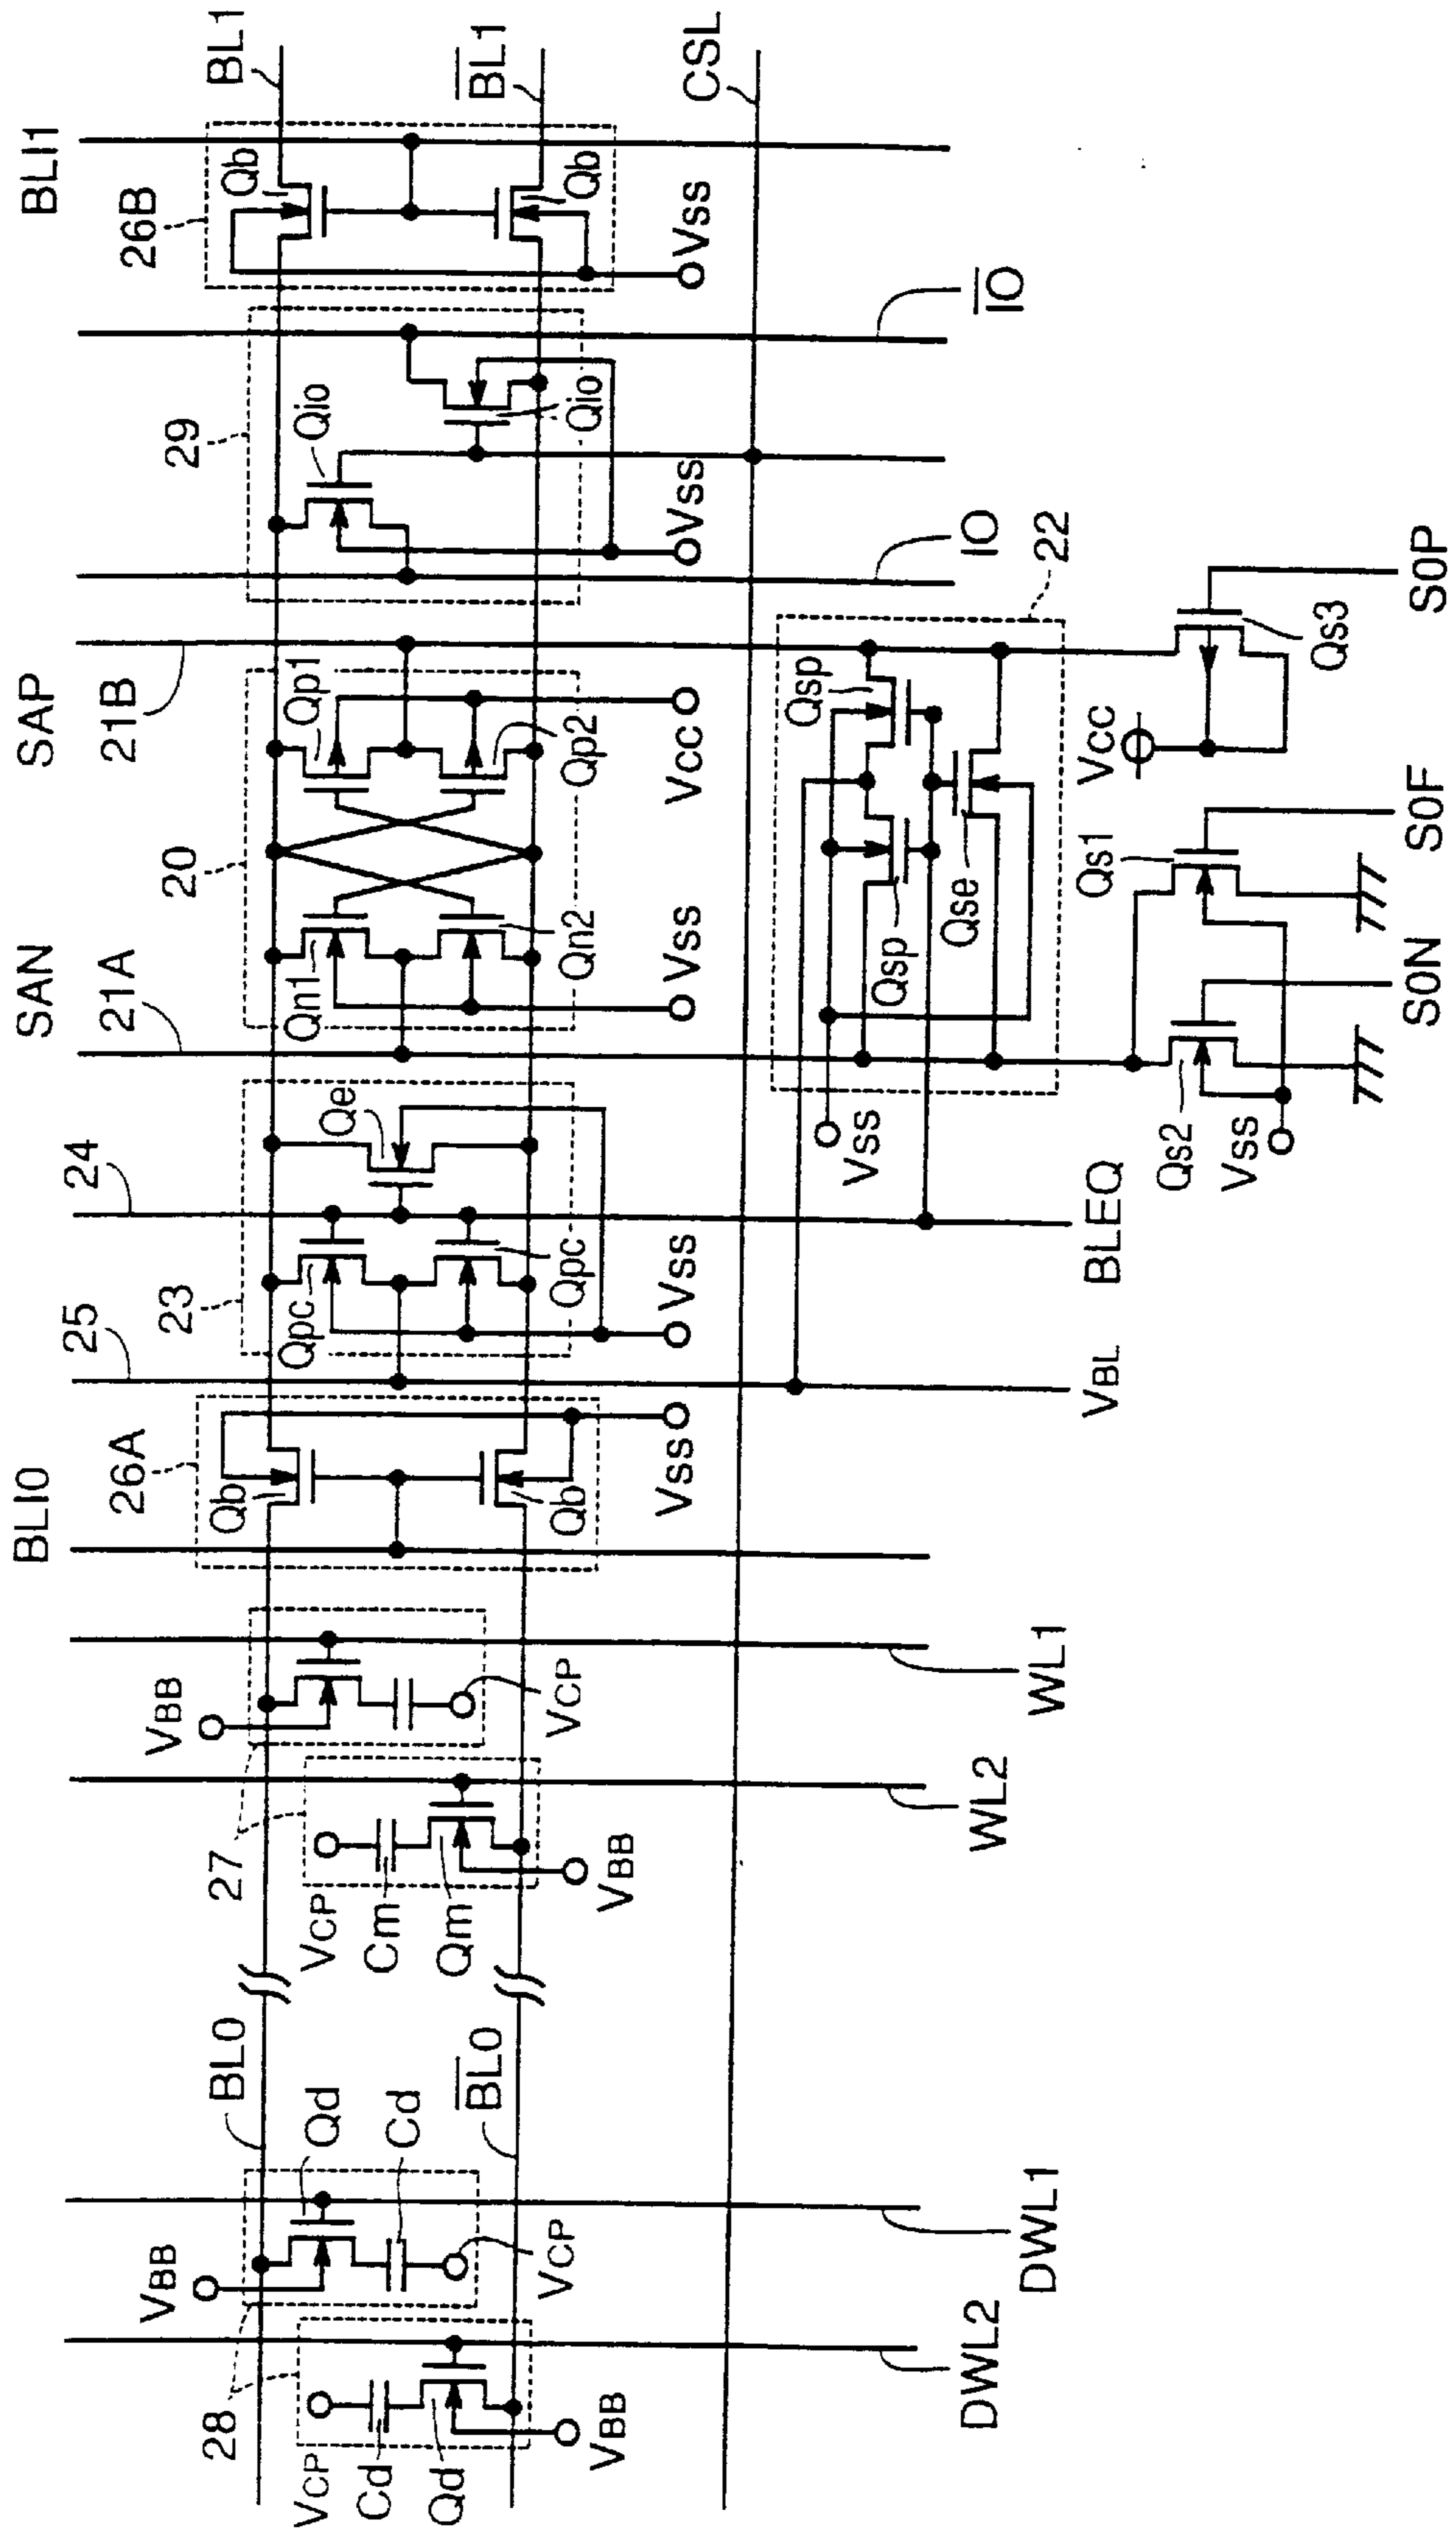 BLI0
SAN
SAP
BLI1
25
24
21A
21B
28
27
26A
23
20
29
26B
BL0
BL1
VBB
VBB
Qd
Cd
VCP
VCP
Cd
Qd
VBB
VCP
VCP
Cm
Qm
VBB
Qb
Qb
Vss
Qpc
Qpc
Qe
Vss
Qn1
Qn2
Vss
Qp1
Qp2
Vcc
Qio
Qio
Vss
Qb
Qb
Vss
B̅L̅0
B̅L̅1
CSL
DWL2
DWL1
WL2
WL1
VBL
BLEQ
I̅O̅
IO
22
Vss
Qsp
Qsp
Qse
Qs2
Vss
Qs1
Vcc
Qs3
S0N
S0F
S0P